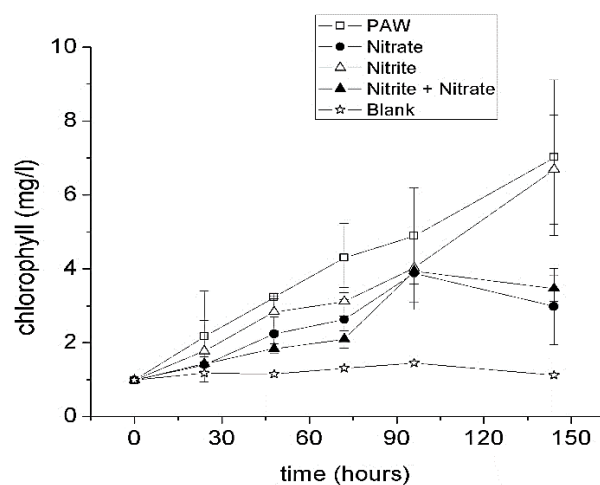 PAW
Nitrate
Nitrite
Nitrite + Nitrate
Blank
10
8
6
4
2
0
chlorophyll (mg/l)
0 30 60 90 120 150
time (hours)